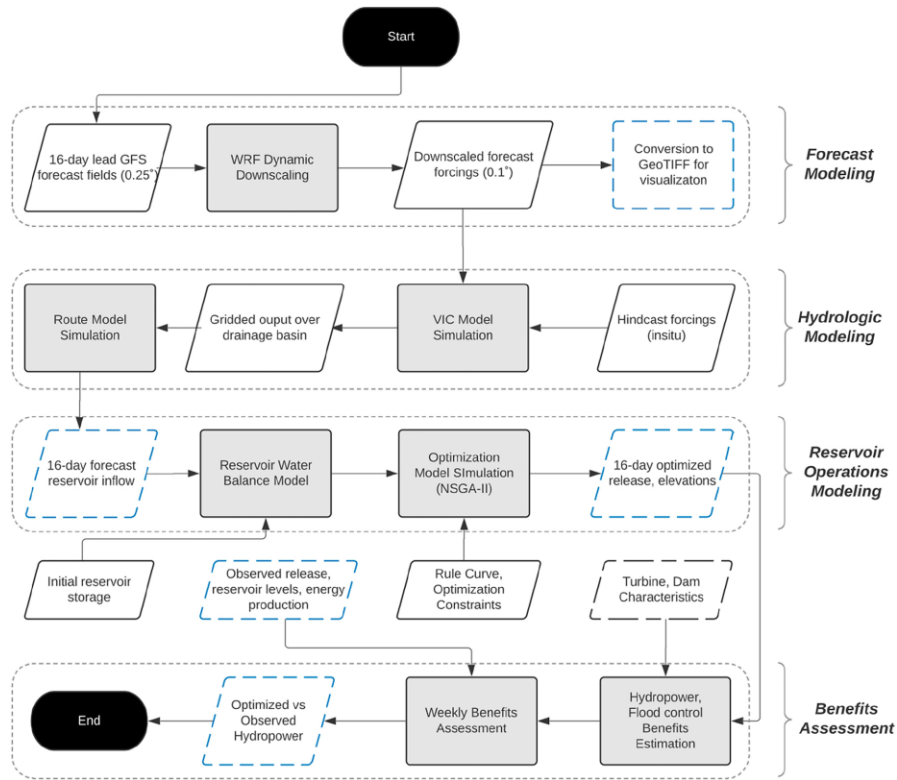 Start
16-day lead GFS
forecast fields (0.25˚)
WRF Dynamic
Downscaling
Downscaled forecast
forcings (0.1˚)
Conversion to
GeoTIFF for
visualizaton
Forecast
Modeling
Route Model
Simulation
Gridded ouput over
drainage basin
VIC Model
Simulation
Hindcast forcings
(insitu)
Hydrologic
Modeling
16-day forecast
reservoir inflow
Reservoir Water
Balance Model
Optimization
Model SImulation
(NSGA-II)
16-day optimized
release, elevations
Reservoir
Operations
Modeling
Initial reservoir
storage
Observed release,
reservoir levels, energy
production
Rule Curve,
Optimization
Constraints
Turbine, Dam
Characteristics
End
Optimized vs
Observed
Hydropower
Weekly Benefits
Assessment
Hydropower,
Flood control
Benefits
Estimation
Benefits
Assessment